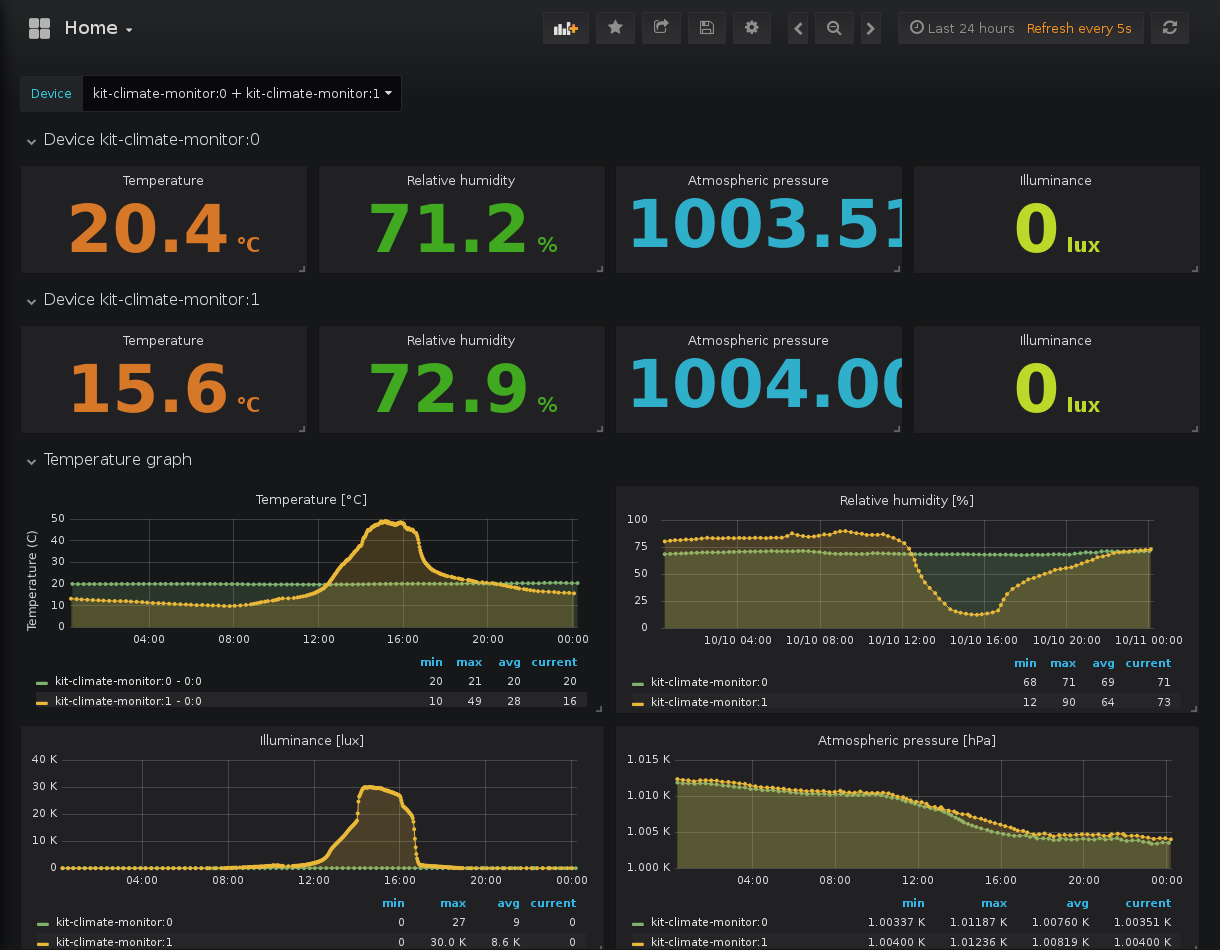 Home
Last 24 hours Refresh every 5s
Device kit-climate-monitor:0 + kit-climate-monitor:1
Device kit-climate-monitor:0
Temperature Relative humidity Atmospheric pressure Illuminance
20.4 °C 71.2 % 1003.51 0 lux
Device kit-climate-monitor:1
Temperature Relative humidity Atmospheric pressure Illuminance
15.6 °C 72.9 % 1004.00 0 lux
Temperature graph
Temperature [°C]
Temperature (C)
50
40
30
20
10
0
04:00 08:00 12:00 16:00 20:00 00:00
min max avg current
kit-climate-monitor:0 - 0:0 20 21 20 20
kit-climate-monitor:1 - 0:0 10 49 28 16
Relative humidity [%]
100
75
50
25
0
10/10 04:00 10/10 08:00 10/10 12:00 10/10 16:00 10/10 20:00 10/11 00:00
min max avg current
kit-climate-monitor:0 68 71 69 71
kit-climate-monitor:1 12 90 64 73
Illuminance [lux]
40 K
30 K
20 K
10 K
0
04:00 08:00 12:00 16:00 20:00 00:00
min max avg current
kit-climate-monitor:0 0 27 9 0
kit-climate-monitor:1 0 30.0 K 8.6 K 0
Atmospheric pressure [hPa]
1.015 K
1.010 K
1.005 K
1.000 K
04:00 08:00 12:00 16:00 20:00 00:00
min max avg current
kit-climate-monitor:0 1.00337 K 1.01187 K 1.00760 K 1.00351 K
kit-climate-monitor:1 1.00400 K 1.01236 K 1.00819 K 1.00400 K